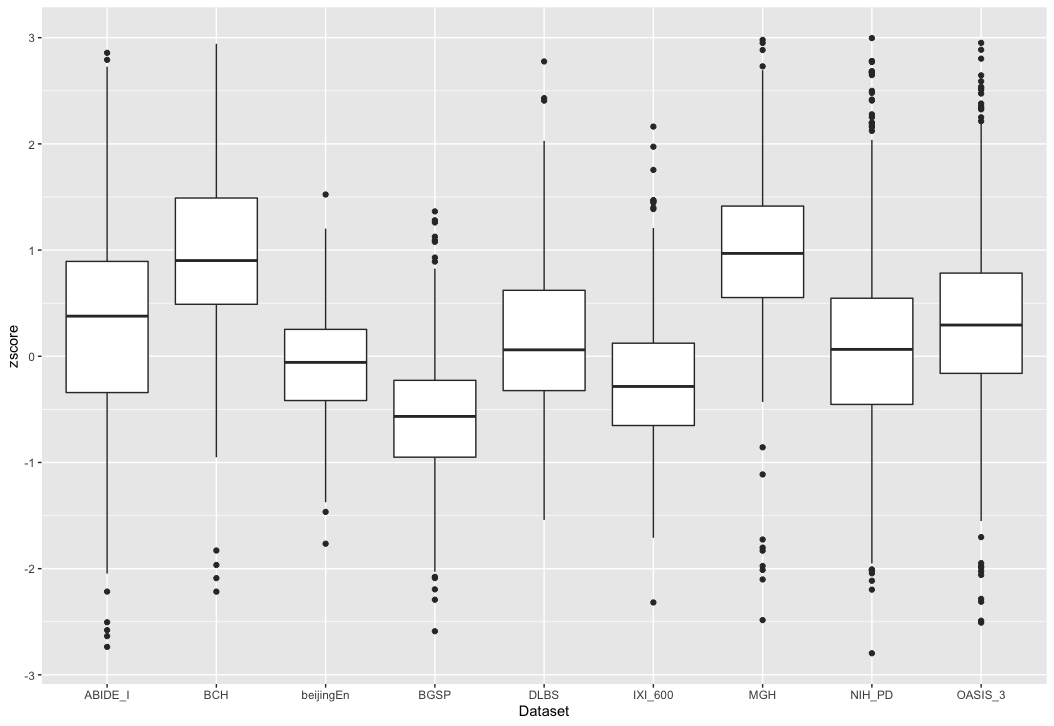 zscore
3
2
1
0
-1
-2
-3
ABIDE_I BCH beijingEn BGSP DLBS IXI_600 MGH NIH_PD OASIS_3
Dataset